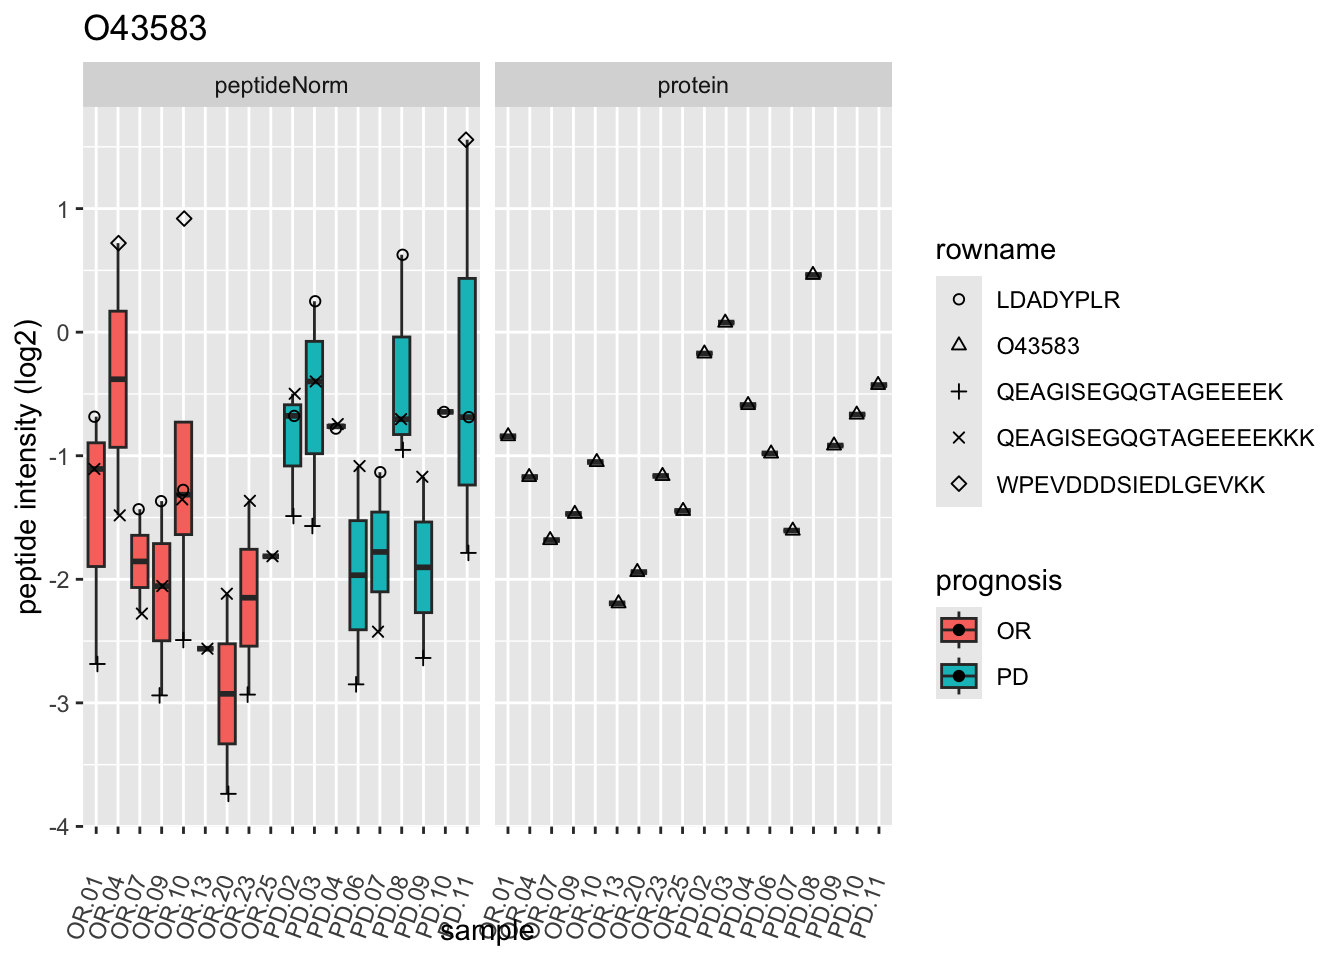 O43583
peptideNorm
protein
peptide intensity (log2)
1
0
-1
-2
-3
-4
OR.01
OR.04
OR.07
OR.09
OR.10
OR.13
OR.20
OR.23
OR.25
PD.02
PD.03
PD.04
PD.06
PD.07
PD.08
PD.09
PD.10
PD.11
OR.01
OR.04
OR.07
OR.09
OR.10
OR.13
OR.20
OR.23
OR.25
PD.02
PD.03
PD.04
PD.06
PD.07
PD.08
PD.09
PD.10
PD.11
sample
rowname
LDADYPLR
O43583
QEAGISEGQGTAGEEEEK
QEAGISEGQGTAGEEEEKKK
WPEVDDDSIEDLGEVKK
prognosis
OR
PD